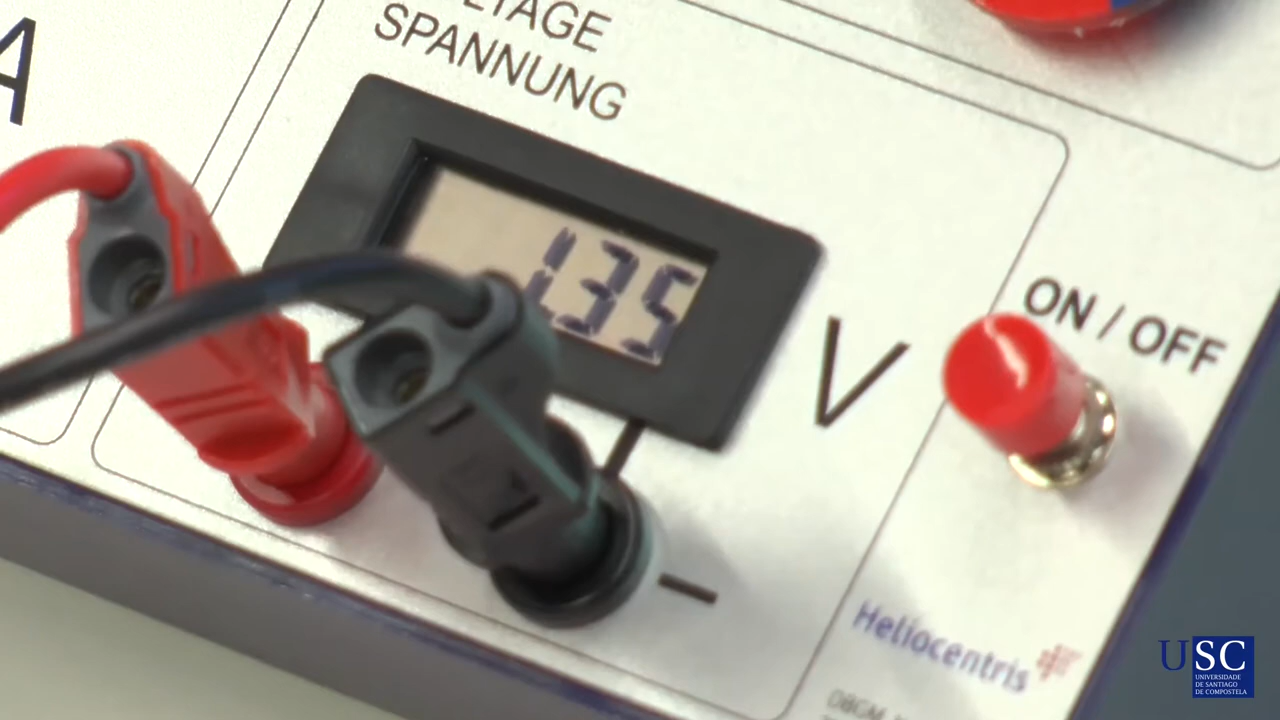 A
SPANNUNG
1.35
V
ON / OFF
–
Heliocentris
USC
UNIVERSIDADE
DE SANTIAGO
DE COMPOSTELA